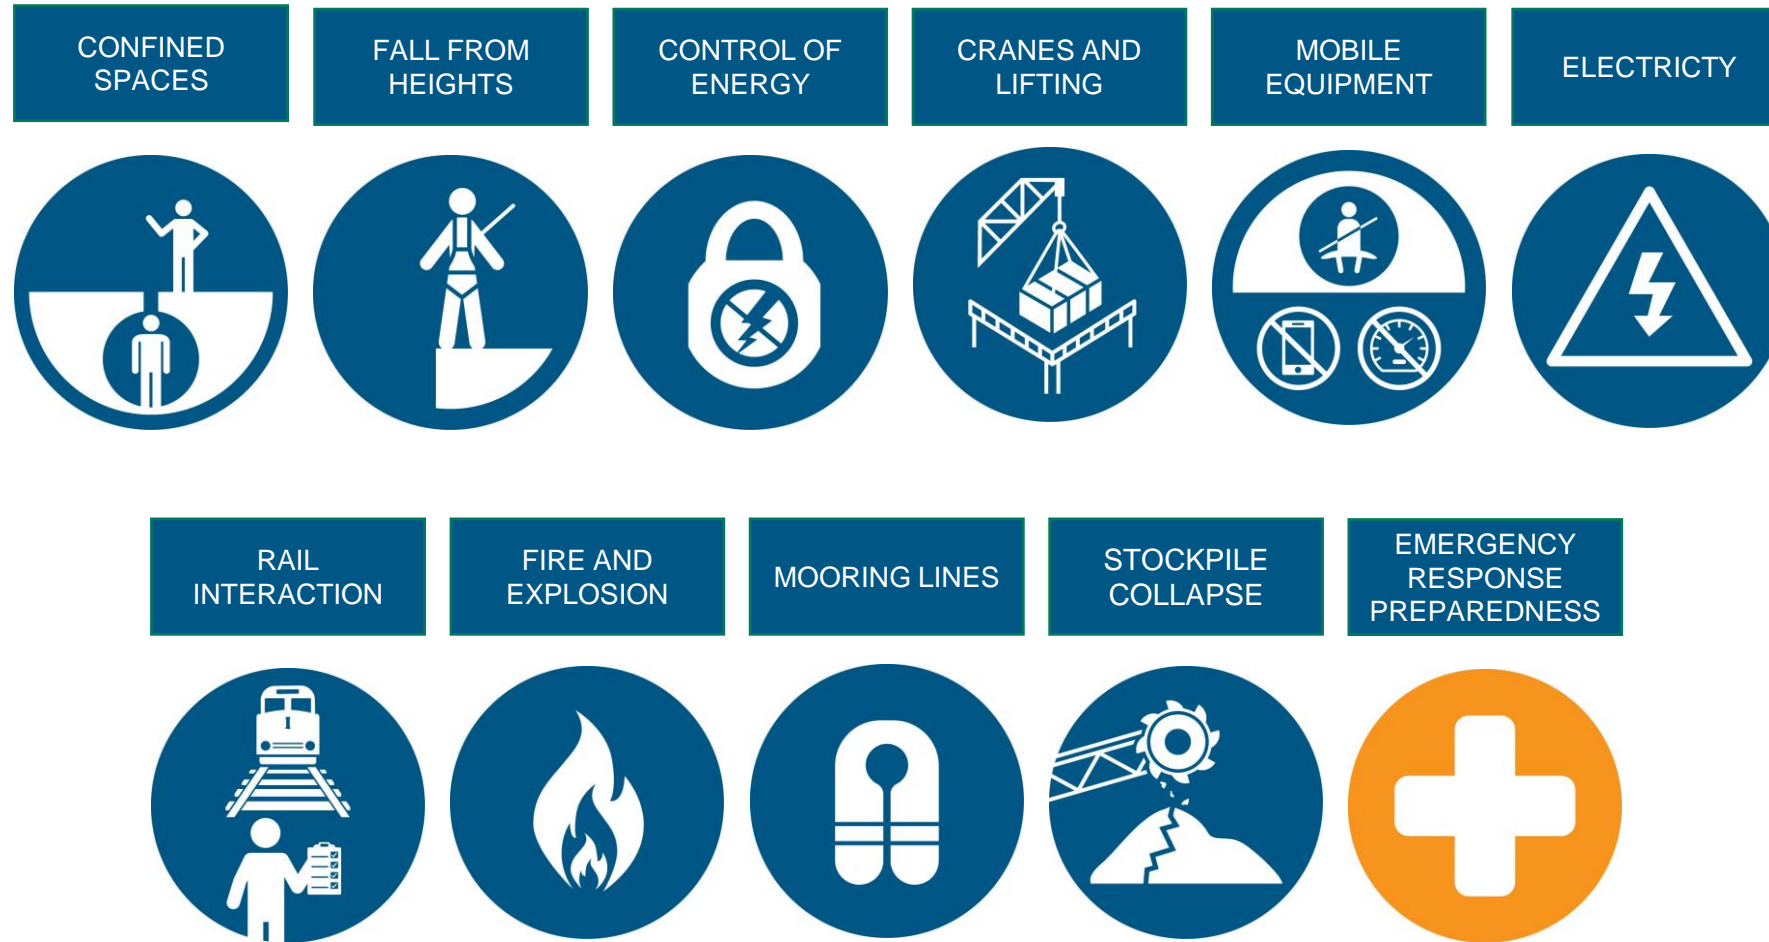 CONFINED
SPACES
FALL FROM
HEIGHTS
CONTROL OF
ENERGY
CRANES AND
LIFTING
MOBILE
EQUIPMENT
ELECTRICTY
RAIL
INTERACTION
FIRE AND
EXPLOSION
MOORING LINES
STOCKPILE
COLLAPSE
EMERGENCY
RESPONSE
PREPAREDNESS
I